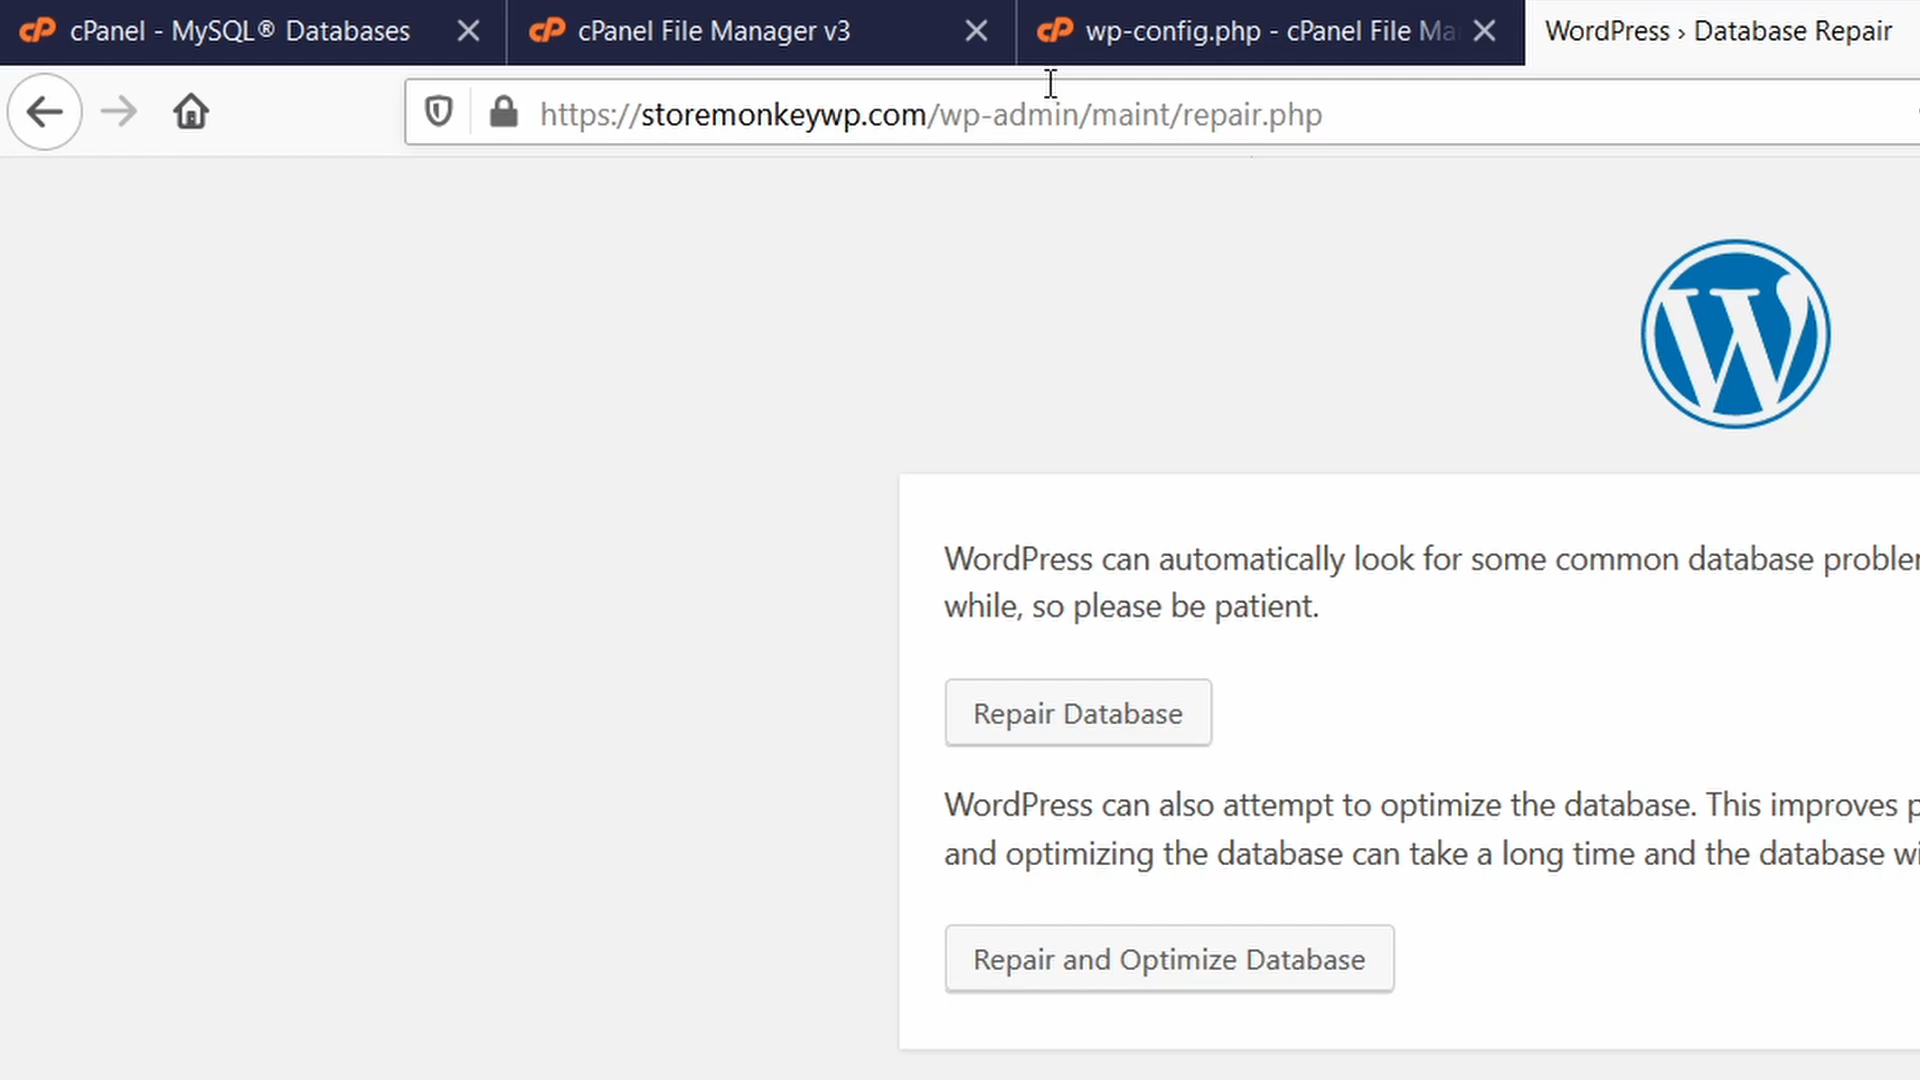 cPanel - MySQL® Databases
cPanel File Manager v3
wp-config.php - cPanel File Ma
WordPress › Database Repair
https://storemonkeywp.com/wp-admin/maint/repair.php
WordPress can automatically look for some common database
while, so please be patient.
Repair Database
WordPress can also attempt to optimize the database. This improves
and optimizing the database can take a long time and the database
Repair and Optimize Database